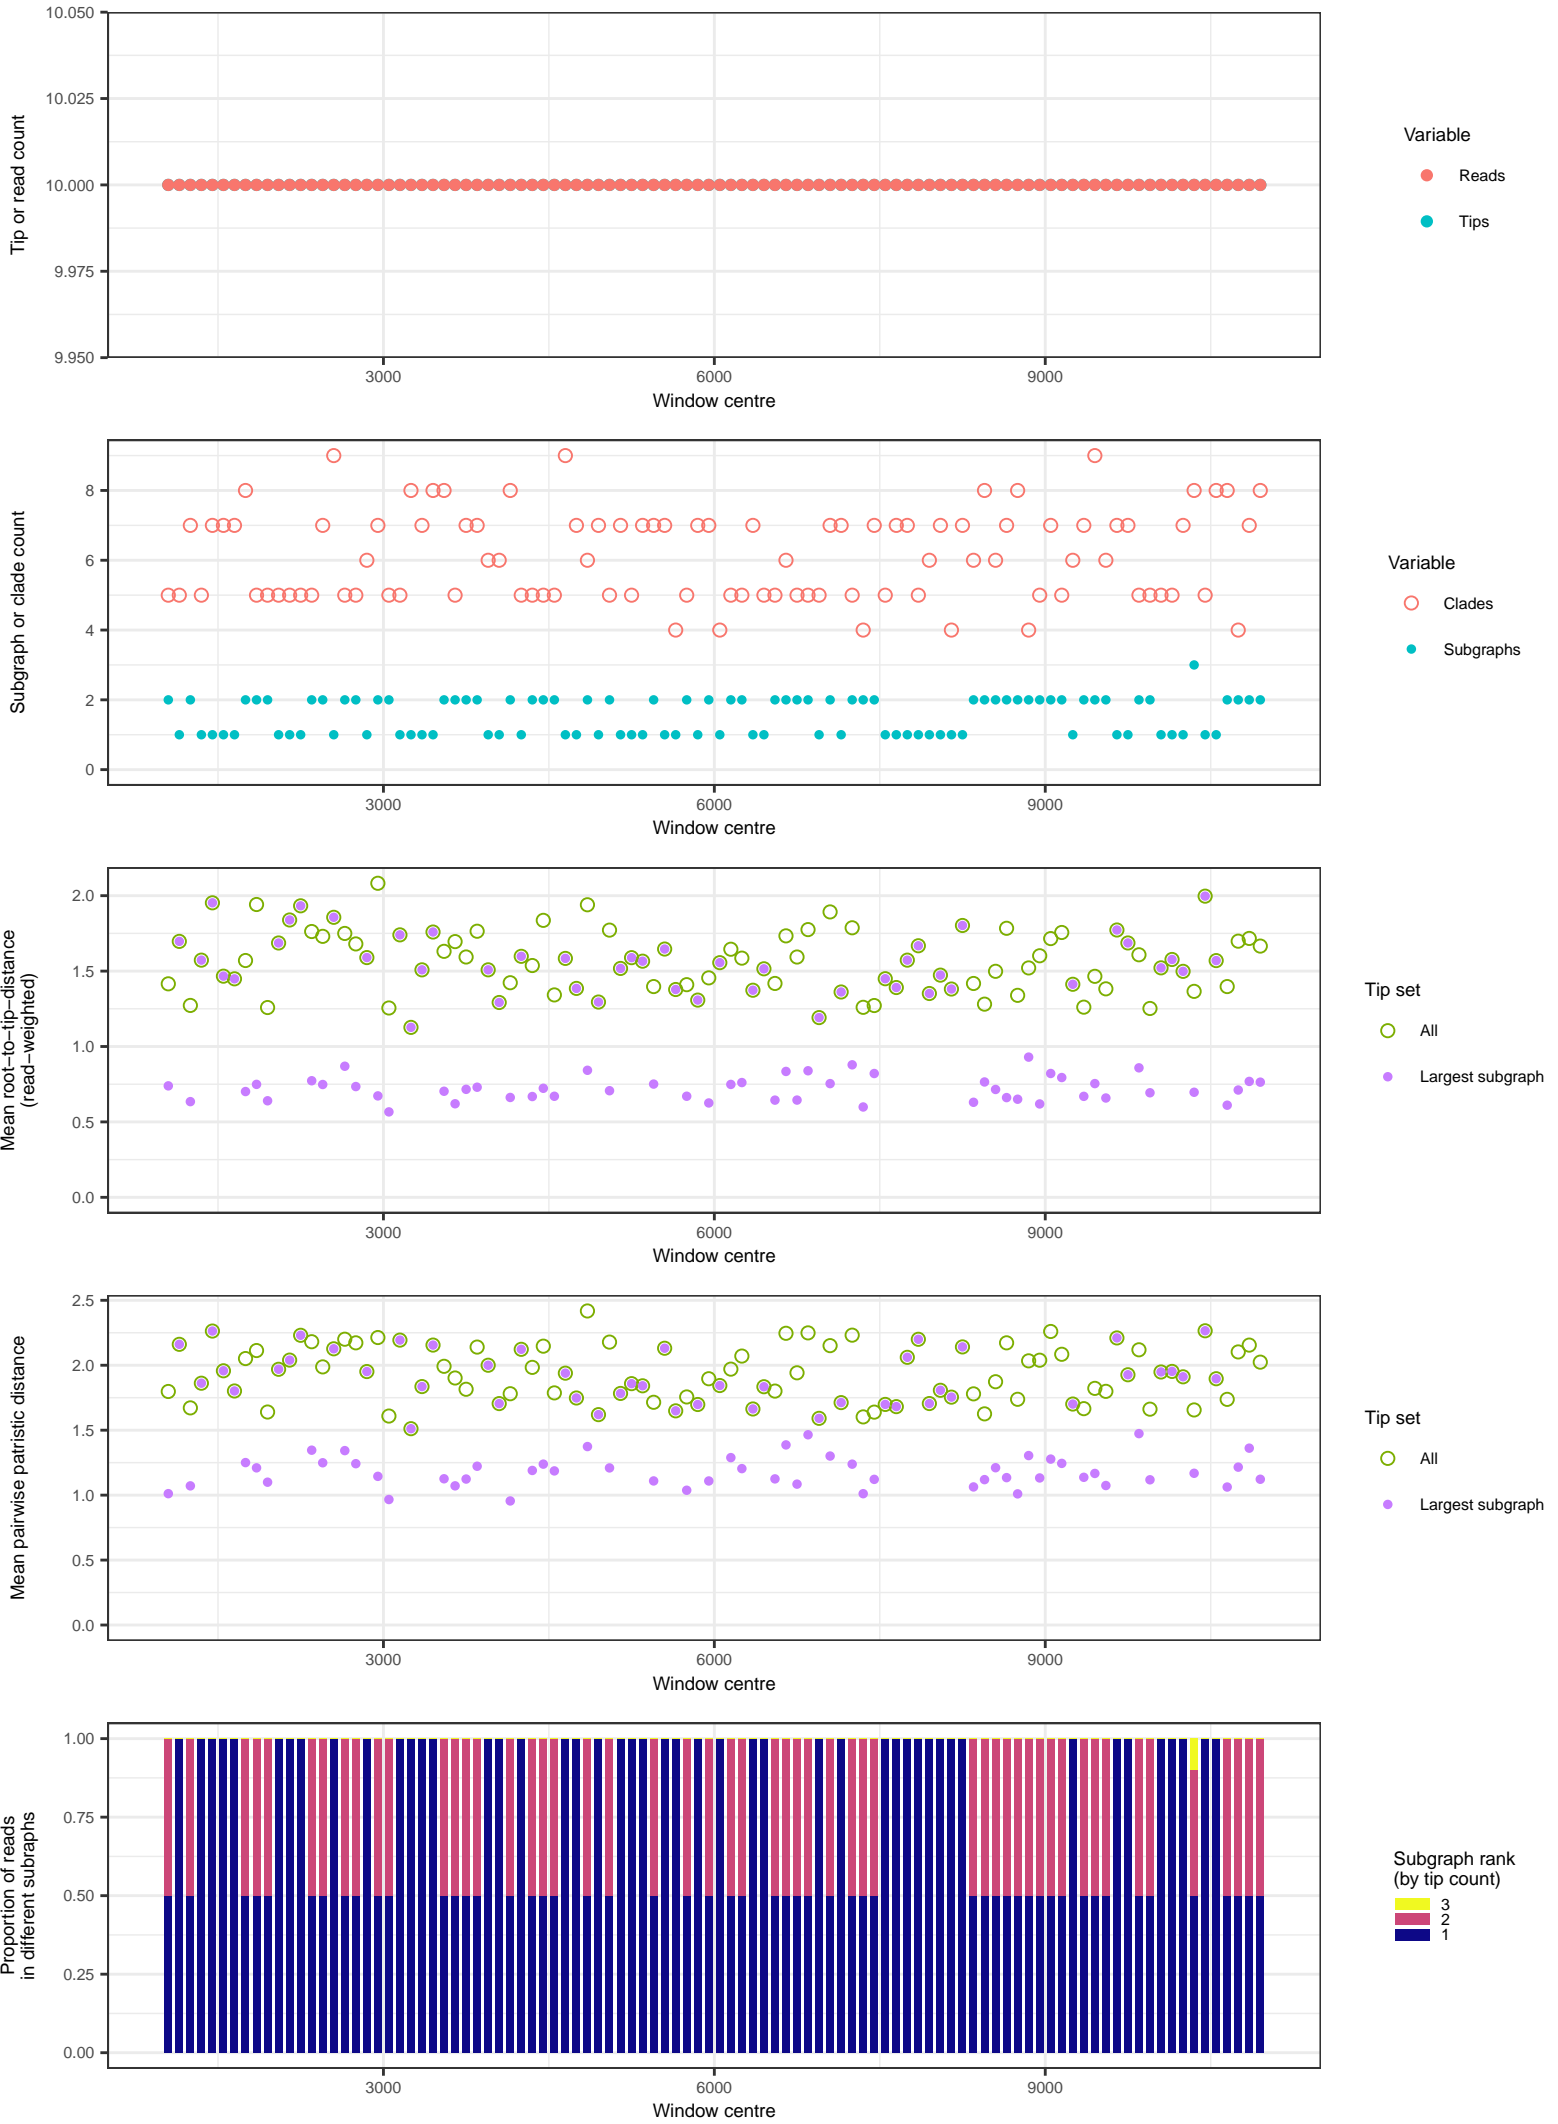 10.050
10.025
10.000
9.975
9.950
Tip or read count
3000
6000
9000
Window centre
Variable
Reads
Tips
8
6
4
2
0
Subgraph or clade count
3000
6000
9000
Window centre
Variable
Clades
Subgraphs
2.0
1.5
1.0
0.5
0.0
Mean root−to−tip−distance
(read−weighted)
3000
6000
9000
Window centre
Tip set
All
Largest subgraph
2.5
2.0
1.5
1.0
0.5
0.0
Mean pairwise patristic distance
3000
6000
9000
Window centre
Tip set
All
Largest subgraph
1.00
0.75
0.50
0.25
0.00
Proportion of reads
in different subraphs
3000
6000
9000
Window centre
Subgraph rank
(by tip count)
3
2
1